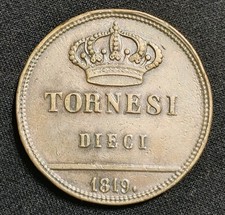 TORNESI
DIECI
1819.